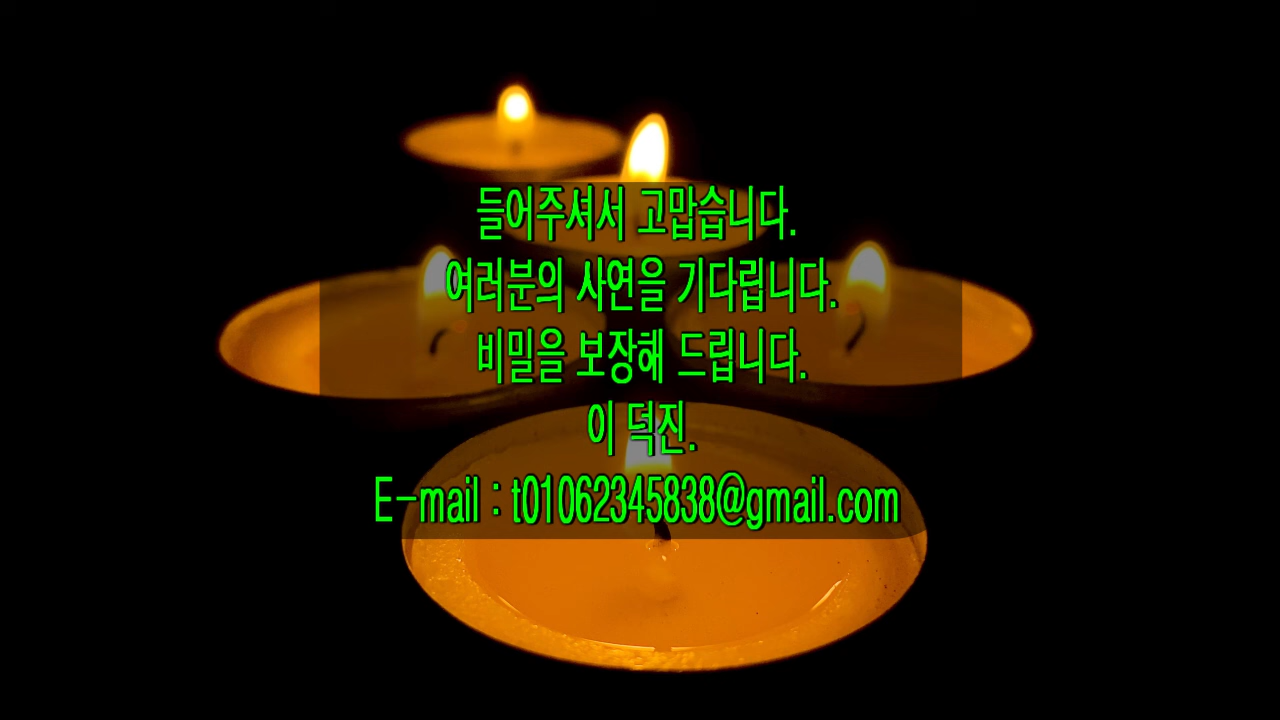 들어주셔서 고맙습니다.
여러분의 사연을 기다립니다.
비밀을 보장해 드립니다.
이 덕진.
E-mail : t01062345838@gmail.com